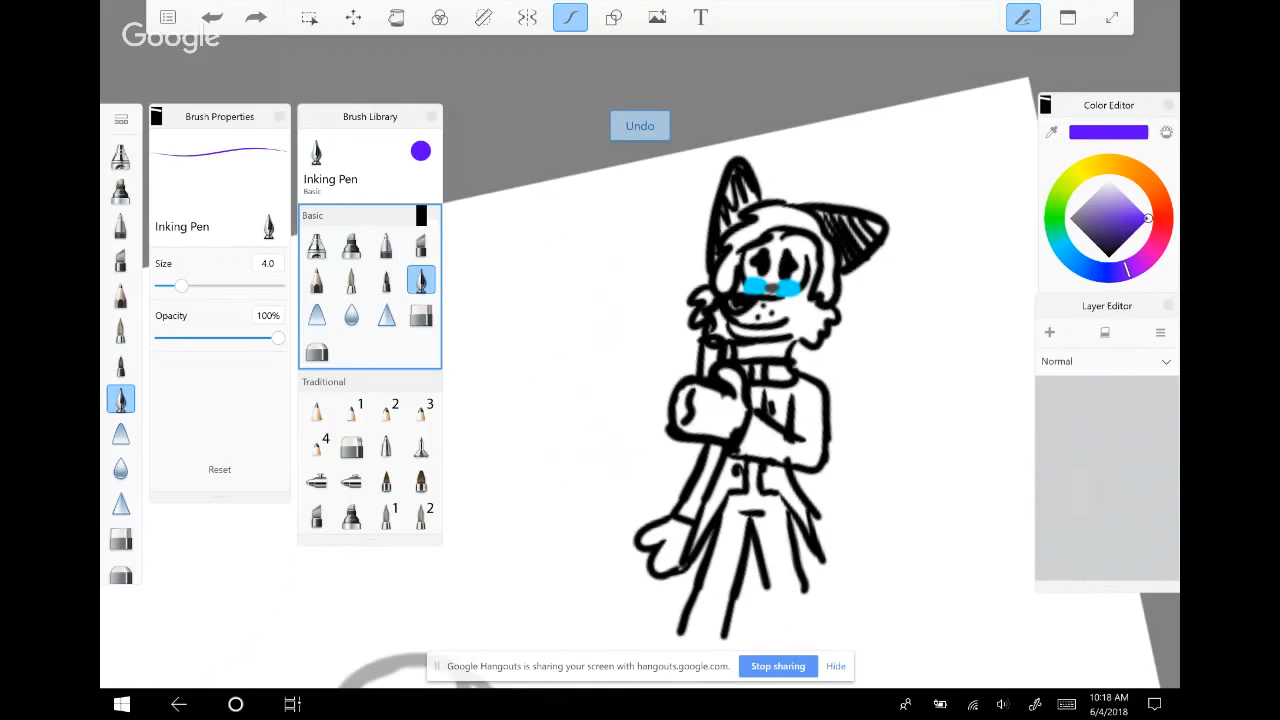 T
Google
Brush Properties
Brush Library
Undo
Color Editor
Inking Pen
Basic
Inking Pen
Basic
Size
4.0
Opacity
100%
Layer Editor
Normal
Traditional
1
2
3
4
Reset
1
2
Google Hangouts is sharing your screen with hangouts.google.com.
Stop sharing
Hide
10:18 AM
6/4/2018